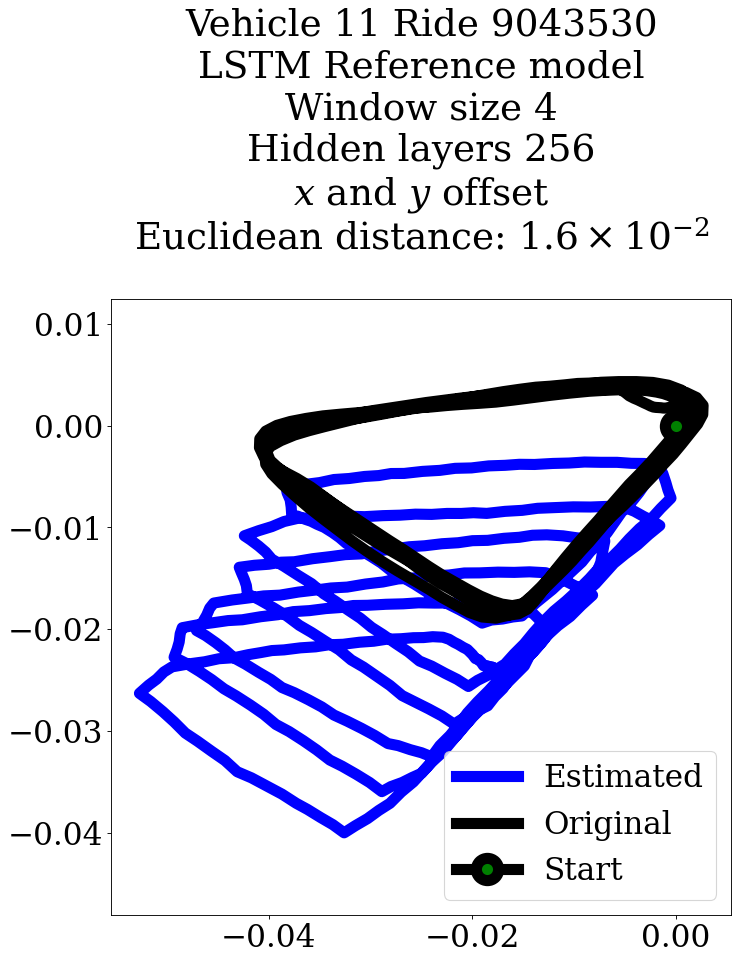 Vehicle 11 Ride 9043530
LSTM Reference model
Window size 4
Hidden layers 256
x and y offset
Euclidean distance: 1.6 × 10⁻²
0.01
0.00
−0.01
−0.02
−0.03
−0.04
Estimated
Original
Start
−0.04 −0.02 0.00